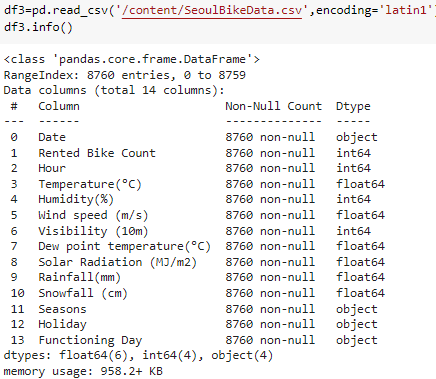 df3=pd.read_csv('/content/SeoulBikeData.csv',encoding='latin1')
df3.info()
<class 'pandas.core.frame.DataFrame'>
RangeIndex: 8760 entries, 0 to 8759
Data columns (total 14 columns):
 #   Column                     Non-Null Count  Dtype
---  ------                     --------------  -----
 0   Date                       8760 non-null   object
 1   Rented Bike Count          8760 non-null   int64
 2   Hour                       8760 non-null   int64
 3   Temperature(°C)            8760 non-null   float64
 4   Humidity(%)                8760 non-null   int64
 5   Wind speed (m/s)           8760 non-null   float64
 6   Visibility (10m)           8760 non-null   int64
 7   Dew point temperature(°C)  8760 non-null   float64
 8   Solar Radiation (MJ/m2)    8760 non-null   float64
 9   Rainfall(mm)               8760 non-null   float64
 10  Snowfall (cm)              8760 non-null   float64
 11  Seasons                    8760 non-null   object
 12  Holiday                    8760 non-null   object
 13  Functioning Day            8760 non-null   object
dtypes: float64(6), int64(4), object(4)
memory usage: 958.2+ KB